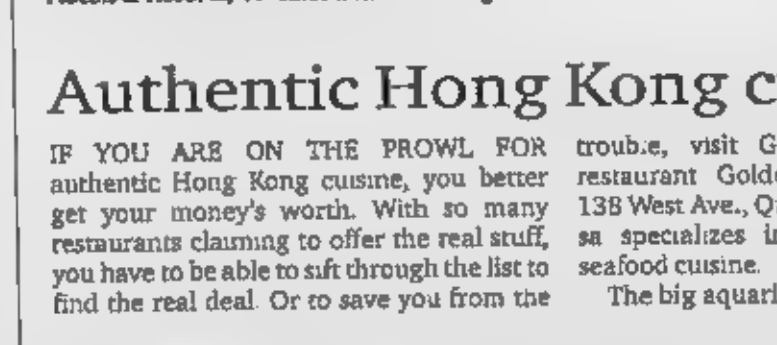 Authentic Hong Kong c
IF YOU ARE ON THE PROWL FOR
authentic Hong Kong cuisine, you better
get your money's worth. With so many
restaurants claiming to offer the real stuff,
you have to be able to sift through the list to
find the real deal. Or to save you from the
trouble, visit G
restaurant Golde
138 West Ave., Q
sa specializes i
seafood cuisine.
The big aquari